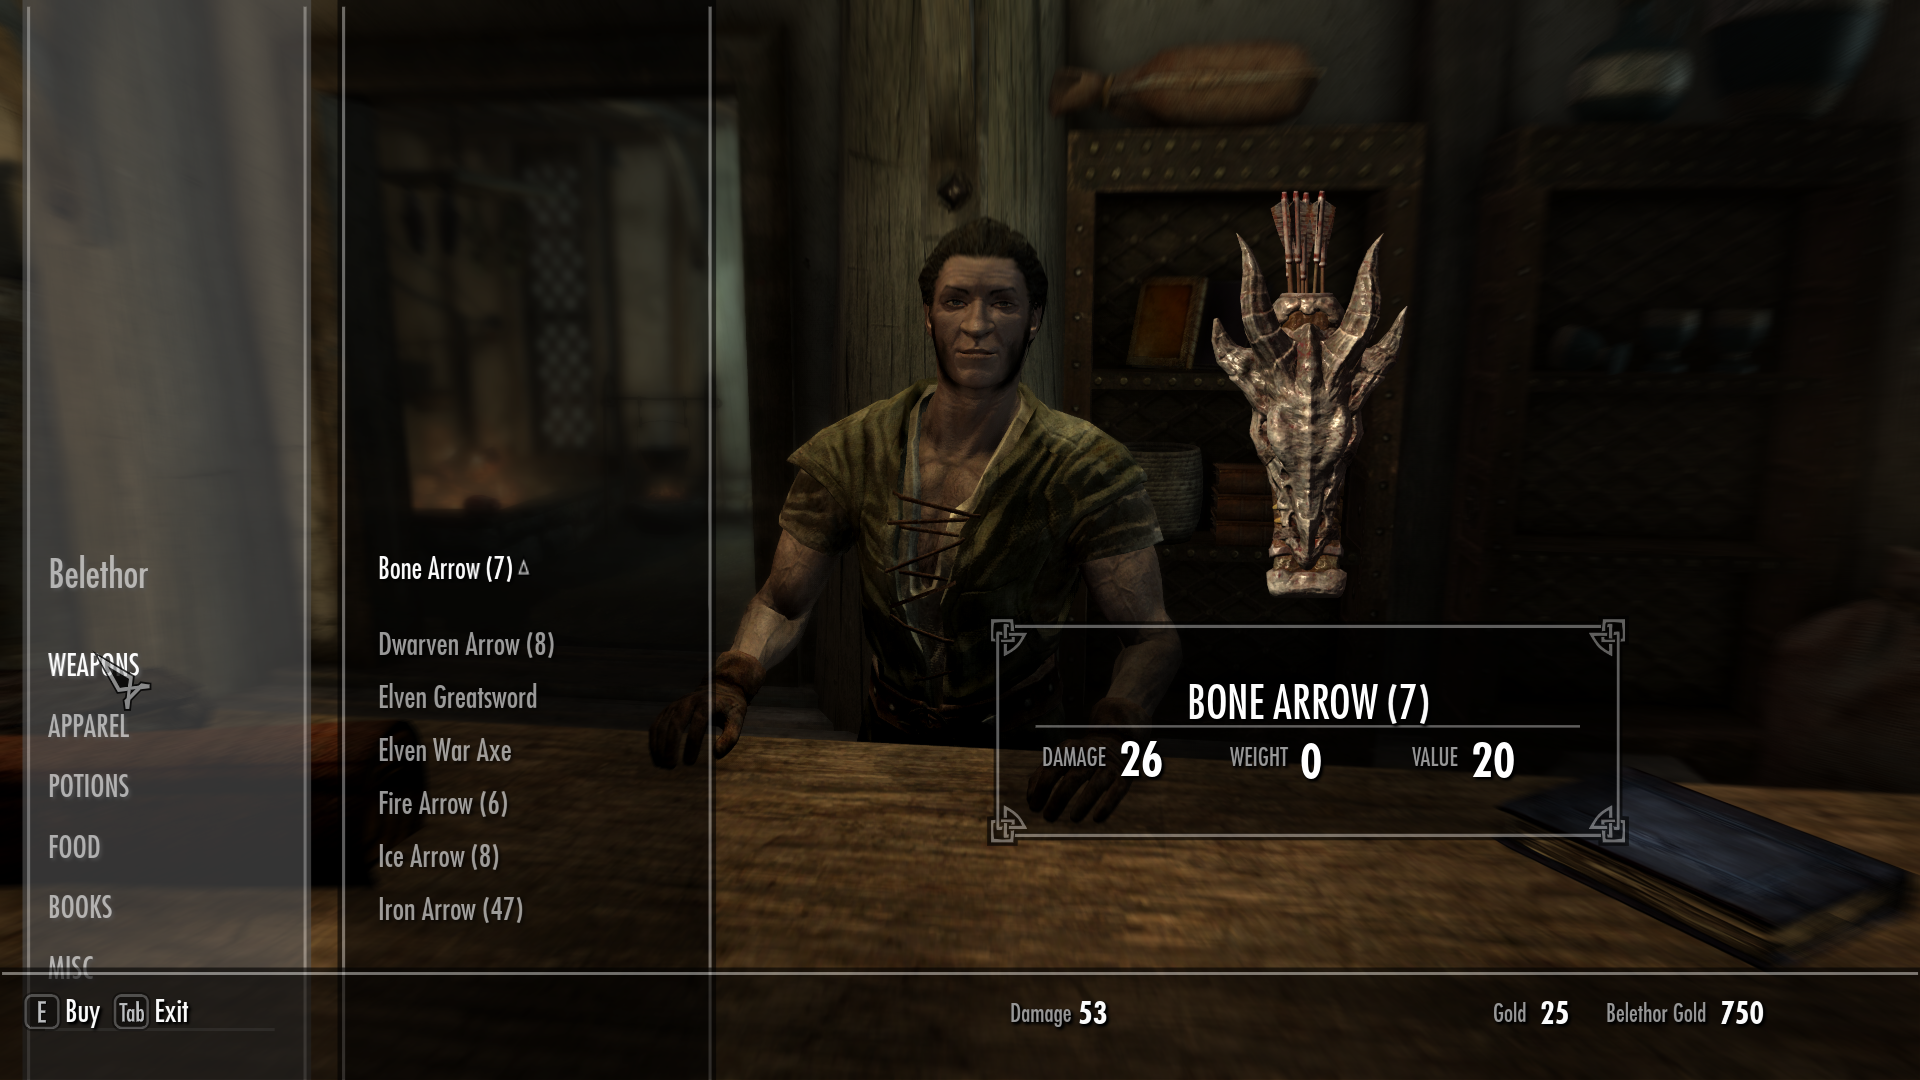 Belethor
WEAPONS
APPAREL
POTIONS
FOOD
BOOKS
MISC
Bone Arrow (7)
Dwarven Arrow (8)
Elven Greatsword
Elven War Axe
Fire Arrow (6)
Ice Arrow (8)
Iron Arrow (47)
BONE ARROW (7)
DAMAGE 26 WEIGHT 0 VALUE 20
E Buy Tab Exit Damage 53 Gold 25 Belethor Gold 750